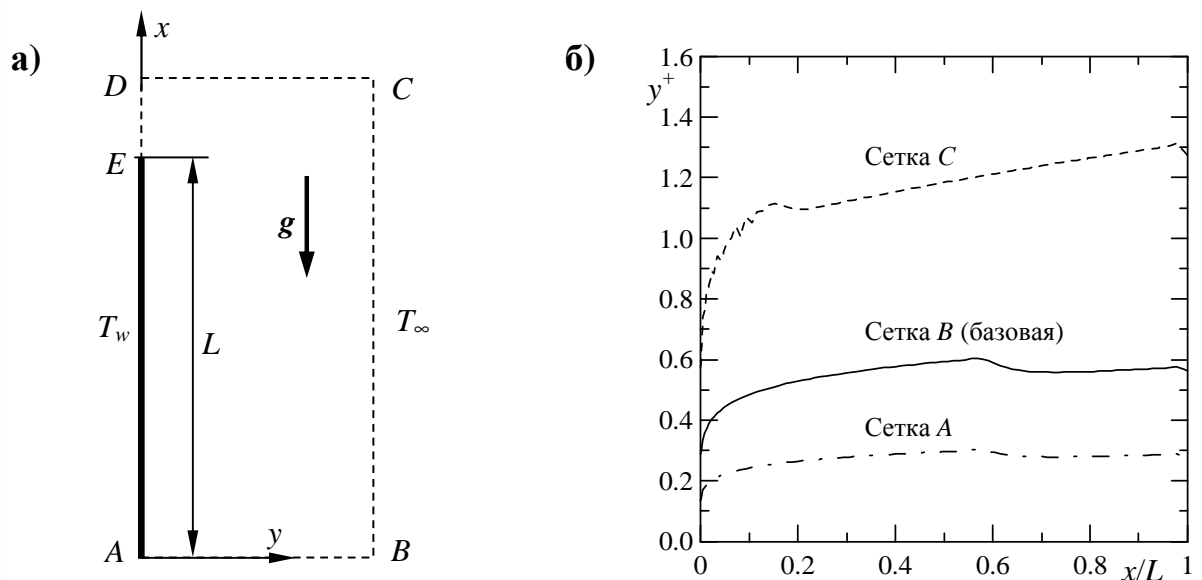 а)
x
D
C
E
g
T_w
L
T_∞
A
y
B
б)
y^+
1.6
1.4
1.2
1.0
0.8
0.6
0.4
0.2
0.0
Сетка C
Сетка B (базовая)
Сетка A
0
0.2
0.4
0.6
0.8
x/L
1